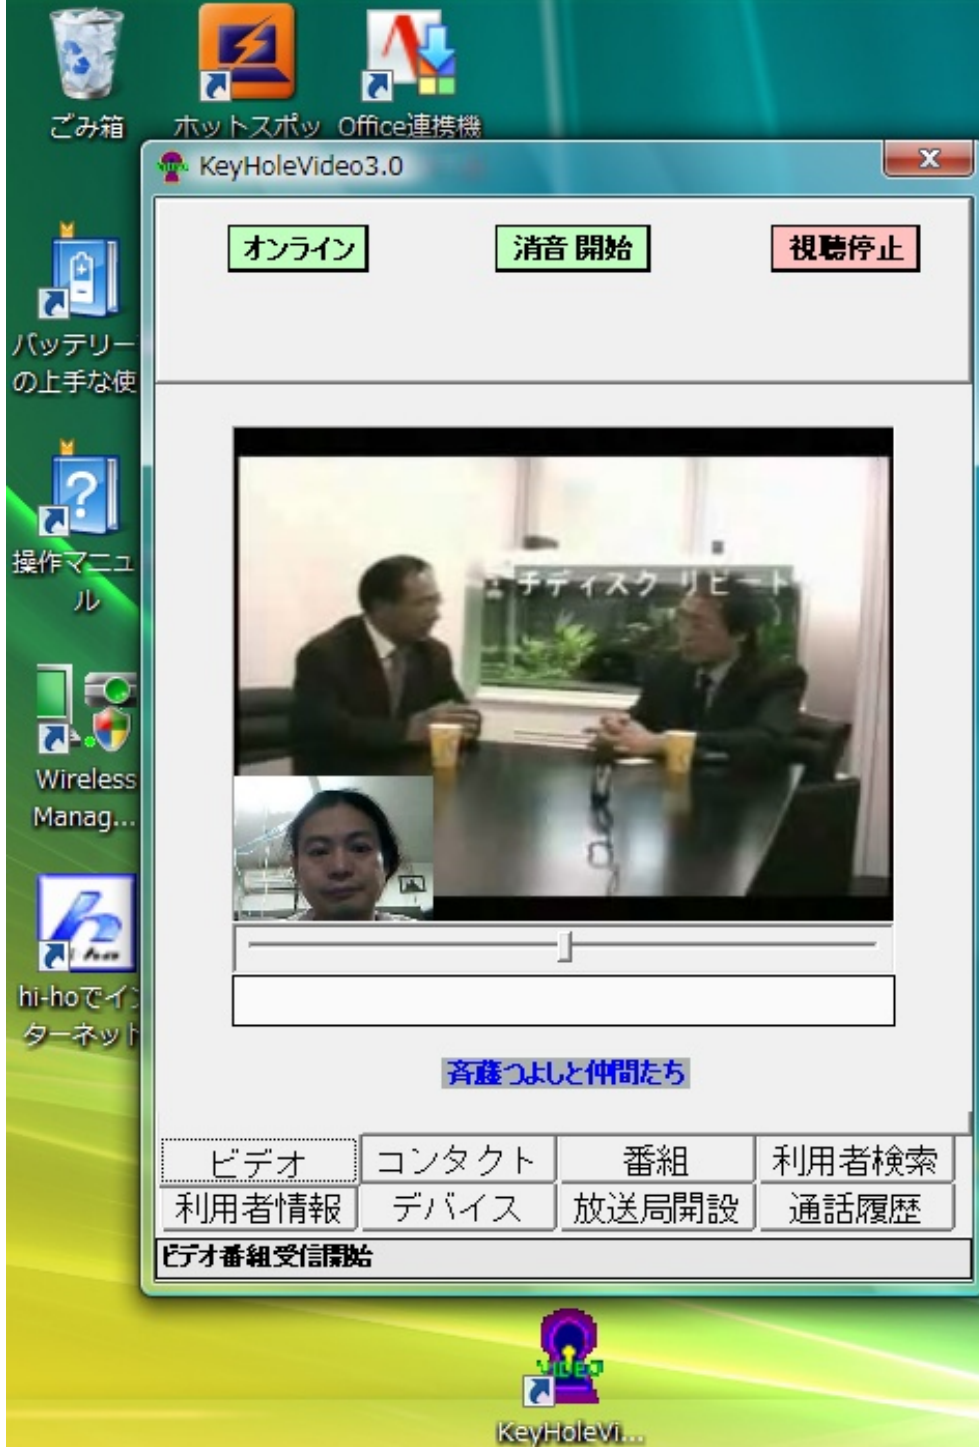 ごみ箱
ホットスポッ
Office連携機
KeyHoleVideo3.0
オンライン
消音 開始
視聴停止
バッテリー
の上手な使
チディスク リピート
操作マニュ
ル
Wireless
Manag...
hi-hoでイン
ターネット
斉藤つよしと仲間たち
ビデオ
コンタクト
番組
利用者検索
利用者情報
デバイス
放送局開設
通話履歴
ビデオ番組受信開始
VIDEO
KeyHoleVi...